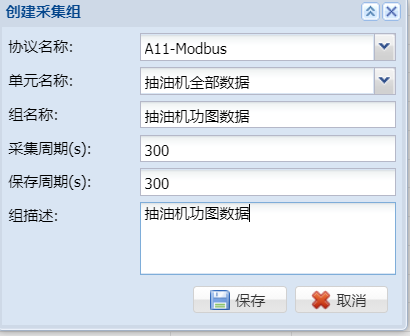 创建采集组
协议名称: A11-Modbus
单元名称: 抽油机全部数据
组名称: 抽油机功图数据
采集周期(s): 300
保存周期(s): 300
组描述: 抽油机功图数据
保存 取消